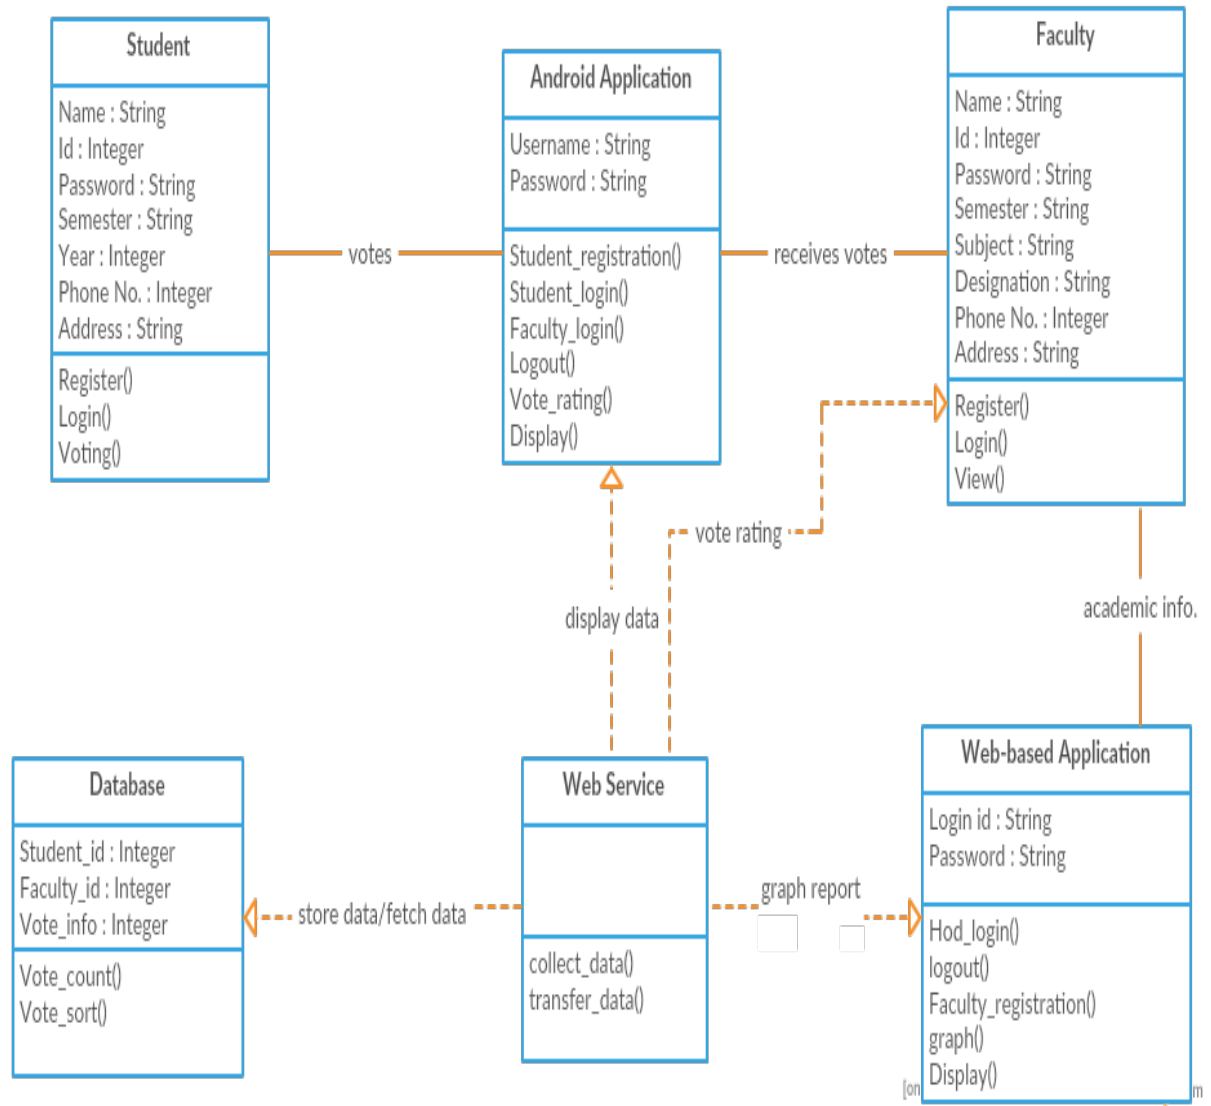 Student
Name : String
Id : Integer
Password : String
Semester : String
Year : Integer
Phone No. : Integer
Address : String
Register()
Login()
Voting()
votes
Android Application
Username : String
Password : String
Student_registration()
Student_login()
Faculty_login()
Logout()
Vote_rating()
Display()
receives votes
Faculty
Name : String
Id : Integer
Password : String
Semester : String
Subject : String
Designation : String
Phone No. : Integer
Address : String
Register()
Login()
View()
vote rating
display data
academic info.
Database
Student_id : Integer
Faculty_id : Integer
Vote_info : Integer
Vote_count()
Vote_sort()
store data/fetch data
Web Service
collect_data()
transfer_data()
graph report
Web-based Application
Login id : String
Password : String
Hod_login()
logout()
Faculty_registration()
graph()
Display()